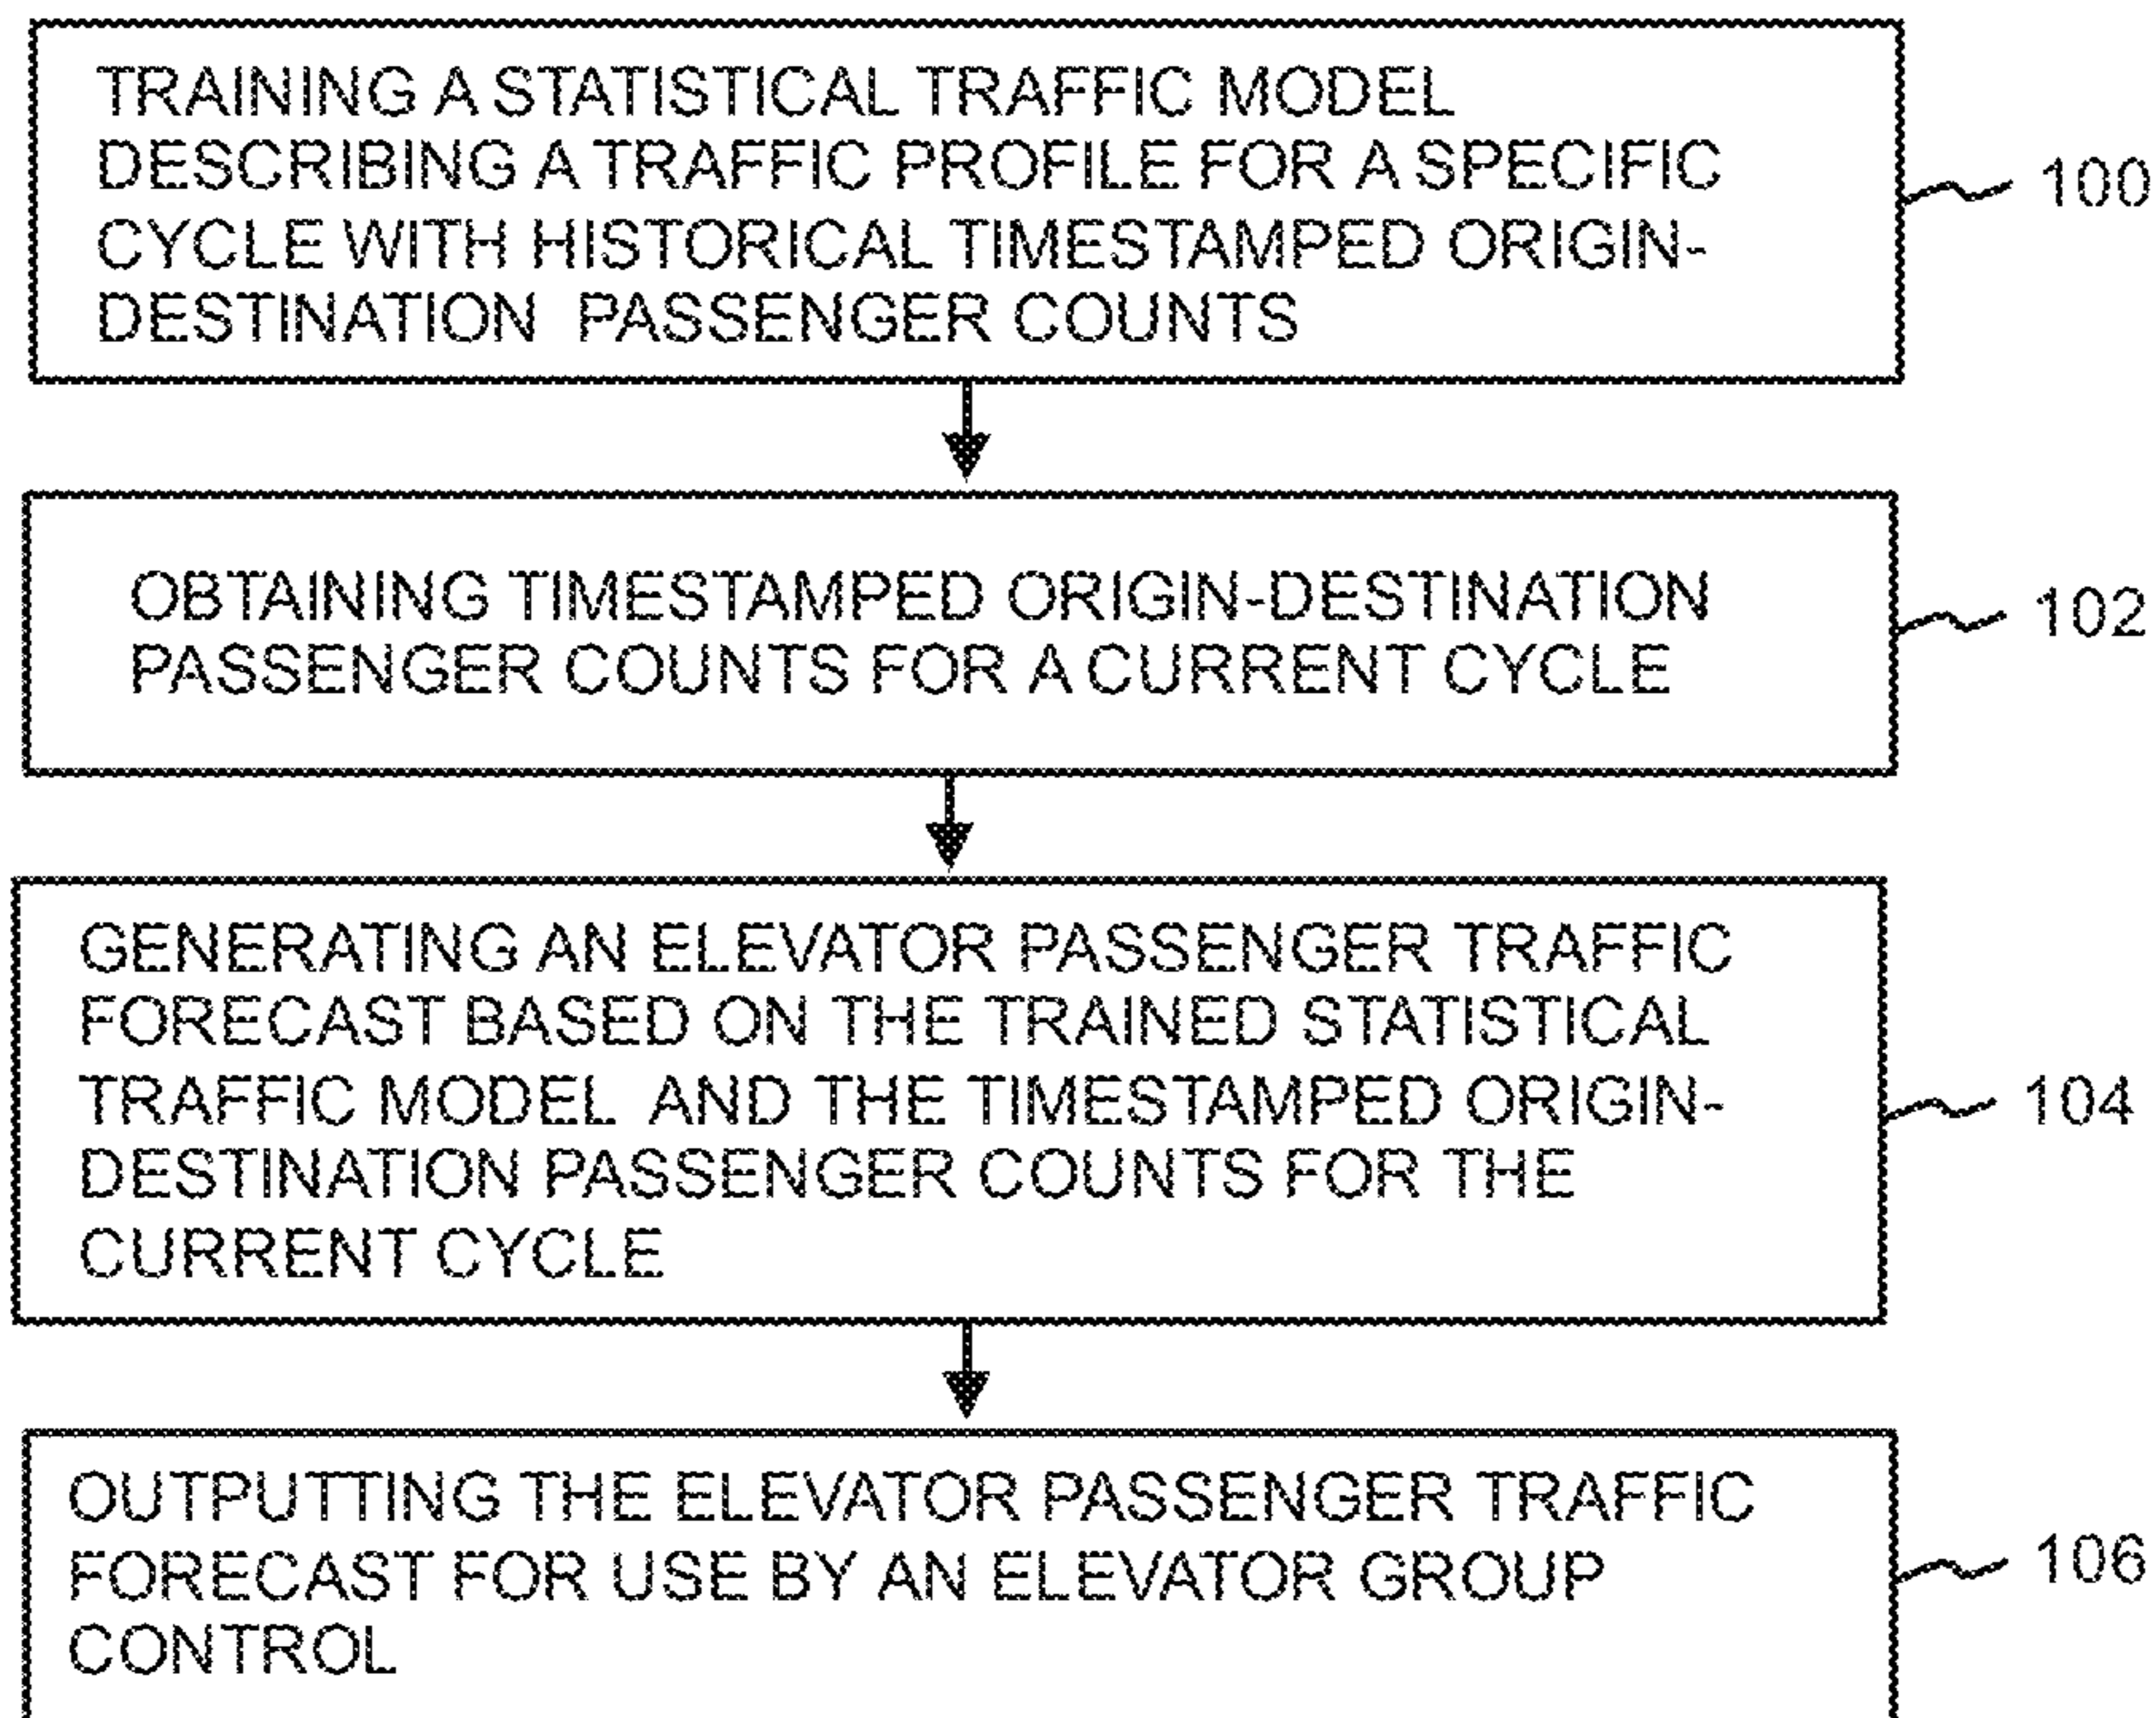 TRAINING A STATISTICAL TRAFFIC MODEL
DESCRIBING A TRAFFIC PROFILE FOR A SPECIFIC
CYCLE WITH HISTORICAL TIMESTAMPED ORIGIN-
DESTINATION PASSENGER COUNTS
100
OBTAINING TIMESTAMPED ORIGIN-DESTINATION
PASSENGER COUNTS FOR A CURRENT CYCLE
102
GENERATING AN ELEVATOR PASSENGER TRAFFIC
FORECAST BASED ON THE TRAINED STATISTICAL
TRAFFIC MODEL AND THE TIMESTAMPED ORIGIN-
DESTINATION PASSENGER COUNTS FOR THE
CURRENT CYCLE
104
OUTPUTTING THE ELEVATOR PASSENGER TRAFFIC
FORECAST FOR USE BY AN ELEVATOR GROUP
CONTROL
106